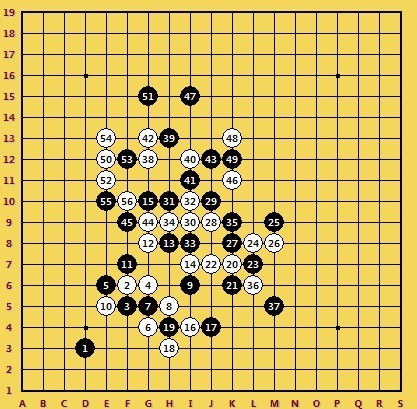 19
18
17
16
15 51 47
14
13 54 42 39 48
12 50 53 38 40 43 49
11 52 41 46
10 55 56 15 31 32 29
9 45 44 34 30 28 35 25
8 12 13 33 27 24 26
7 11 14 22 20 23
6 5 2 4 9 21 36
5 10 3 7 8 37
4 6 19 16 17
3 1 18
2
1
A B C D E F G H I J K L M N O P Q R S